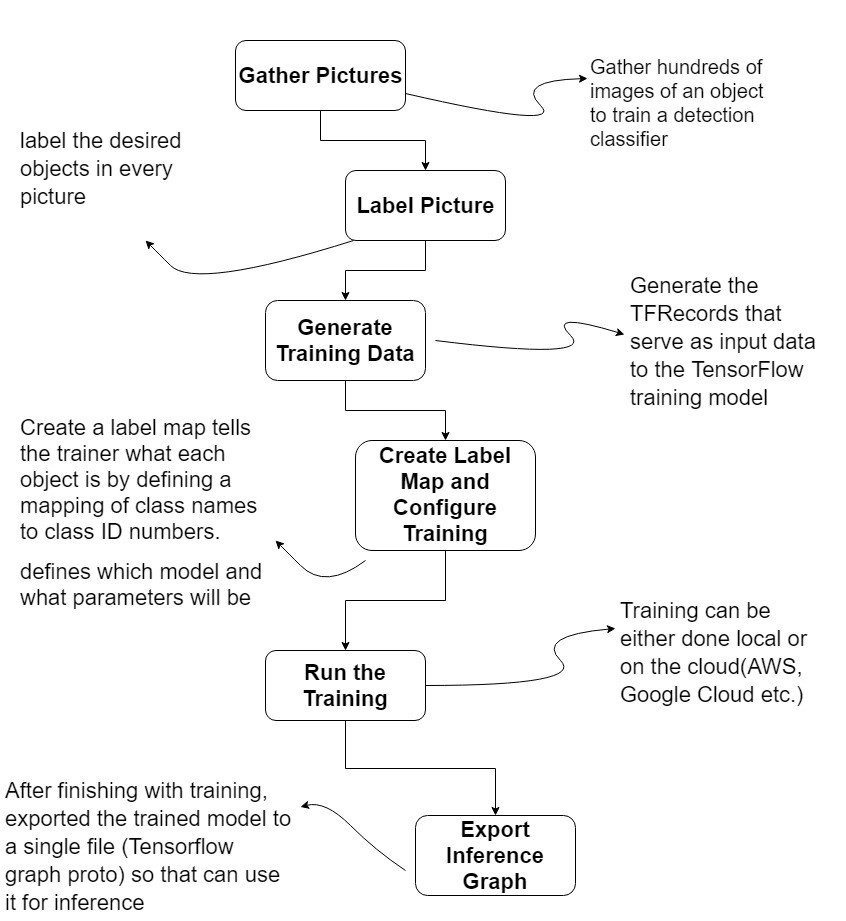 Gather Pictures
Gather hundreds of
images of an object
to train a detection
classifier
label the desired
objects in every
picture
Label Picture
Generate
Training Data
Generate the
TFRecords that
serve as input data
to the TensorFlow
training model
Create a label map tells
the trainer what each
object is by defining a
mapping of class names
to class ID numbers.
defines which model and
what parameters will be
Create Label
Map and
Configure
Training
Run the
Training
Training can be
either done local or
on the cloud(AWS,
Google Cloud etc.)
After finishing with training,
exported the trained model to
a single file (Tensorflow
graph proto) so that can use
it for inference
Export
Inference
Graph